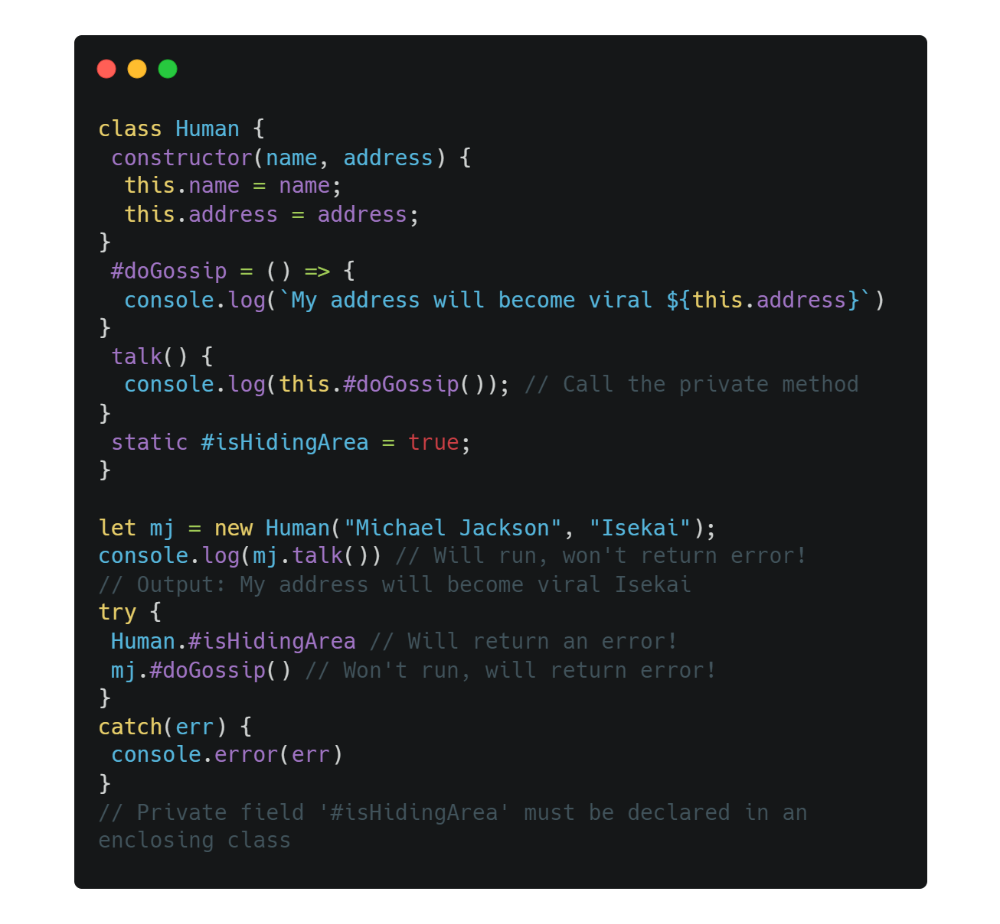 class Human {
 constructor(name, address) {
  this.name = name;
  this.address = address;
}
 #doGossip = () => {
  console.log(`My address will become viral ${this.address}`)
}
 talk() {
  console.log(this.#doGossip()); // Call the private method
}
 static #isHidingArea = true;
}

let mj = new Human("Michael Jackson", "Isekai");
console.log(mj.talk()) // Will run, won't return error!
// Output: My address will become viral Isekai
try {
 Human.#isHidingArea // Will return an error!
 mj.#doGossip() // Won't run, will return error!
}
catch(err) {
 console.error(err)
}
// Private field '#isHidingArea' must be declared in an
enclosing class